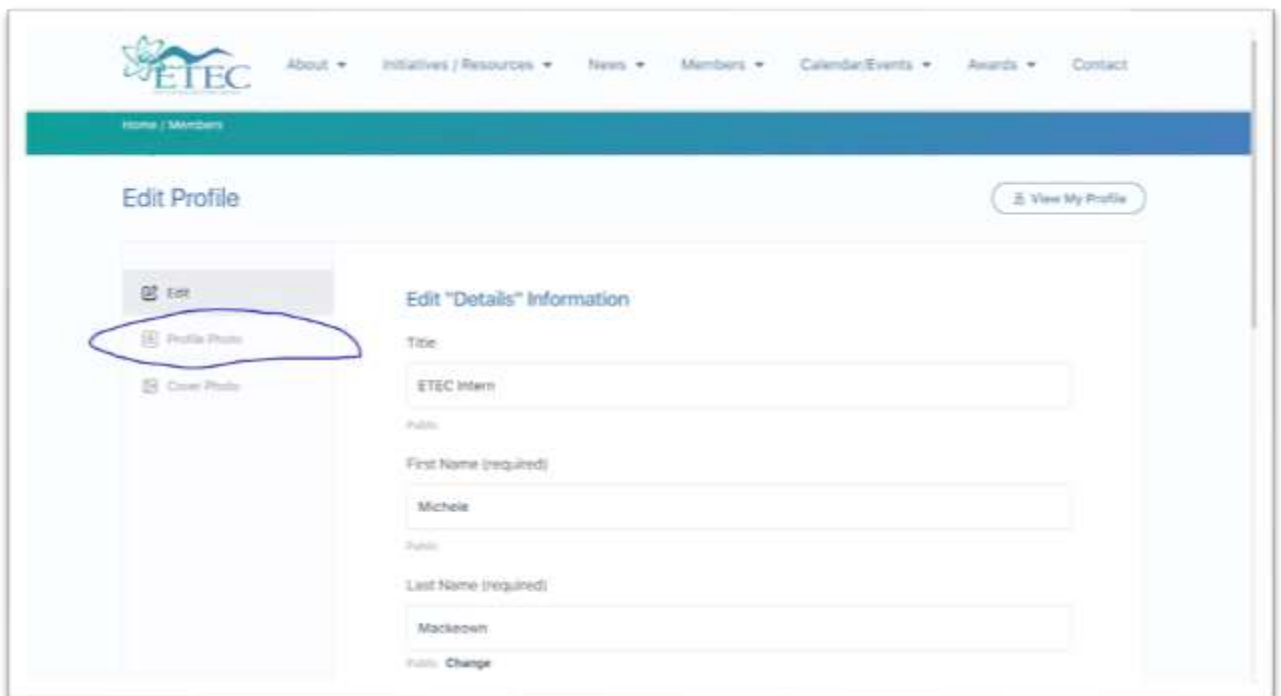 ETEC
About Initiatives / Resources News Members Calendar/Events Awards Contact
Home / Members
Edit Profile
View My Profile
Edit
Profile Photo
Cover Photo
Edit "Details" Information
Title
ETEC Intern
Public
First Name (required)
Michele
Public
Last Name (required)
Mackeown
Public Change